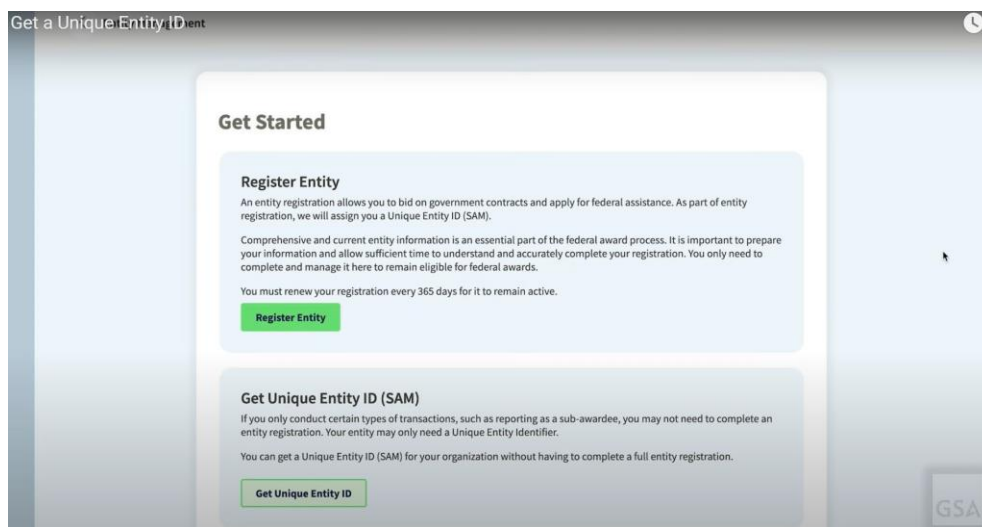 Get a Unique Entity ID
Get Started
Register Entity
An entity registration allows you to bid on government contracts and apply for federal assistance. As part of entity
registration, we will assign you a Unique Entity ID (SAM).
Comprehensive and current entity information is an essential part of the federal award process. It is important to prepare
your information and allow sufficient time to understand and accurately complete your registration. You only need to
complete and manage it here to remain eligible for federal awards.
You must renew your registration every 365 days for it to remain active.
Register Entity
Get Unique Entity ID (SAM)
If you only conduct certain types of transactions, such as reporting as a sub-awardee, you may not need to complete an
entity registration. Your entity may only need a Unique Entity Identifier.
You can get a Unique Entity ID (SAM) for your organization without having to complete a full entity registration.
Get Unique Entity ID
GSA